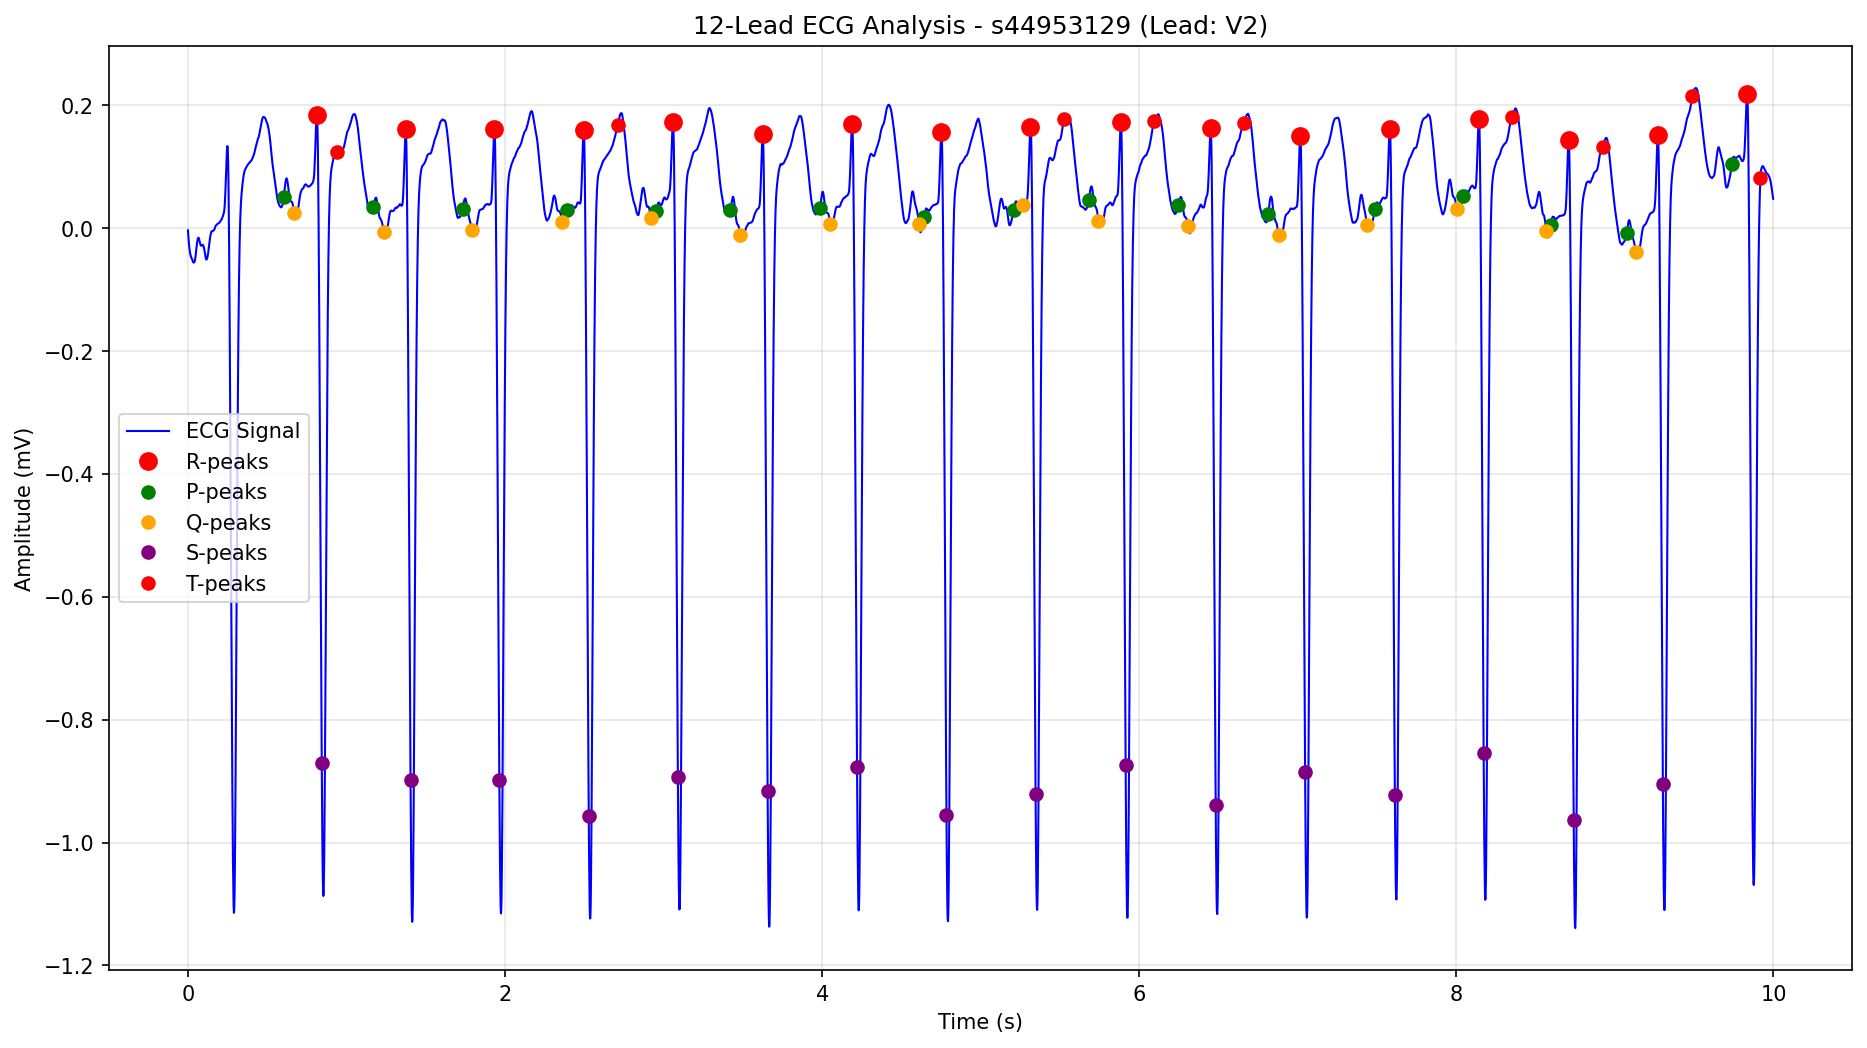 12-Lead ECG Analysis - s44953129 (Lead: V2)
Amplitude (mV)
0.2
0.0
−0.2
−0.4
−0.6
−0.8
−1.0
−1.2
ECG Signal
R-peaks
P-peaks
Q-peaks
S-peaks
T-peaks
0 2 4 6 8 10
Time (s)